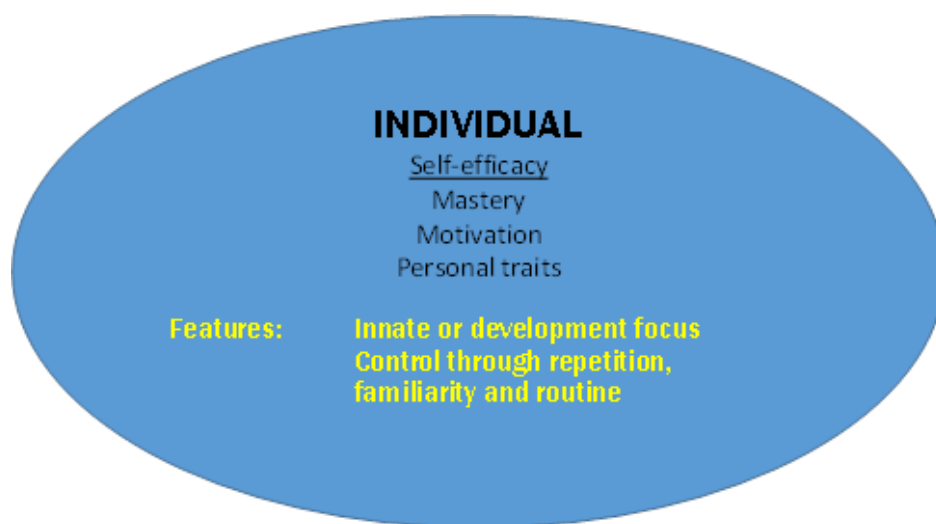 INDIVIDUAL
Self-efficacy
Mastery
Motivation
Personal traits
Features: Innate or development focus
Control through repetition,
familiarity and routine